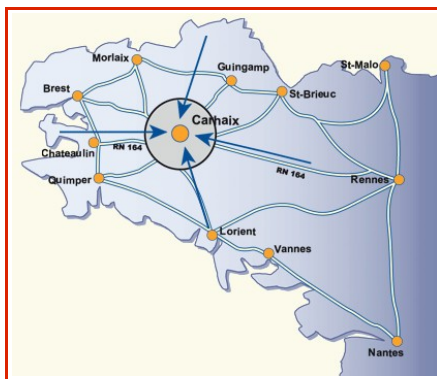 Morlaix
Guingamp
St-Malo
Brest
St-Brieuc
Carhaix
Chateaulin
RN 164
RN 164
Quimper
Rennes
Lorient
Vannes
Nantes